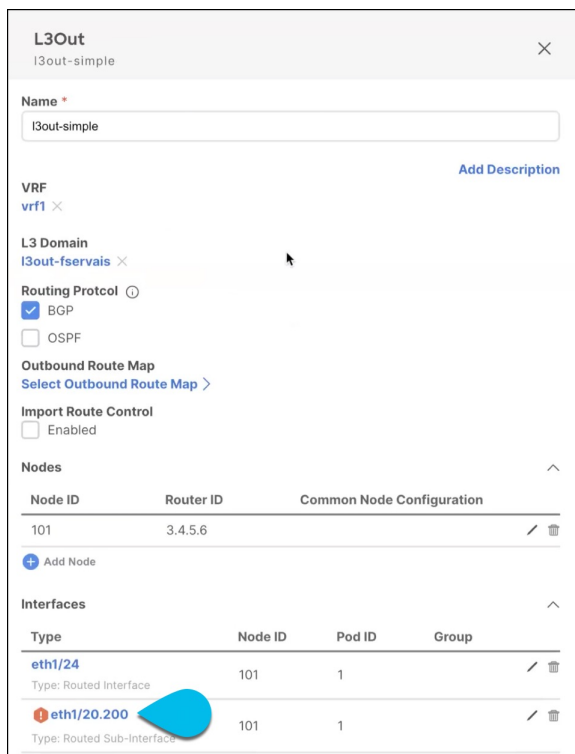 L3Out
l3out-simple
Name *
l3out-simple
Add Description
VRF
vrf1
L3 Domain
l3out-fservais
Routing Protcol
BGP
OSPF
Outbound Route Map
Select Outbound Route Map
Import Route Control
Enabled
Nodes
Node ID Router ID Common Node Configuration
101 3.4.5.6
Add Node
Interfaces
Type Node ID Pod ID Group
eth1/24
Type: Routed Interface
101 1
eth1/20.200
Type: Routed Sub-Interface
101 1